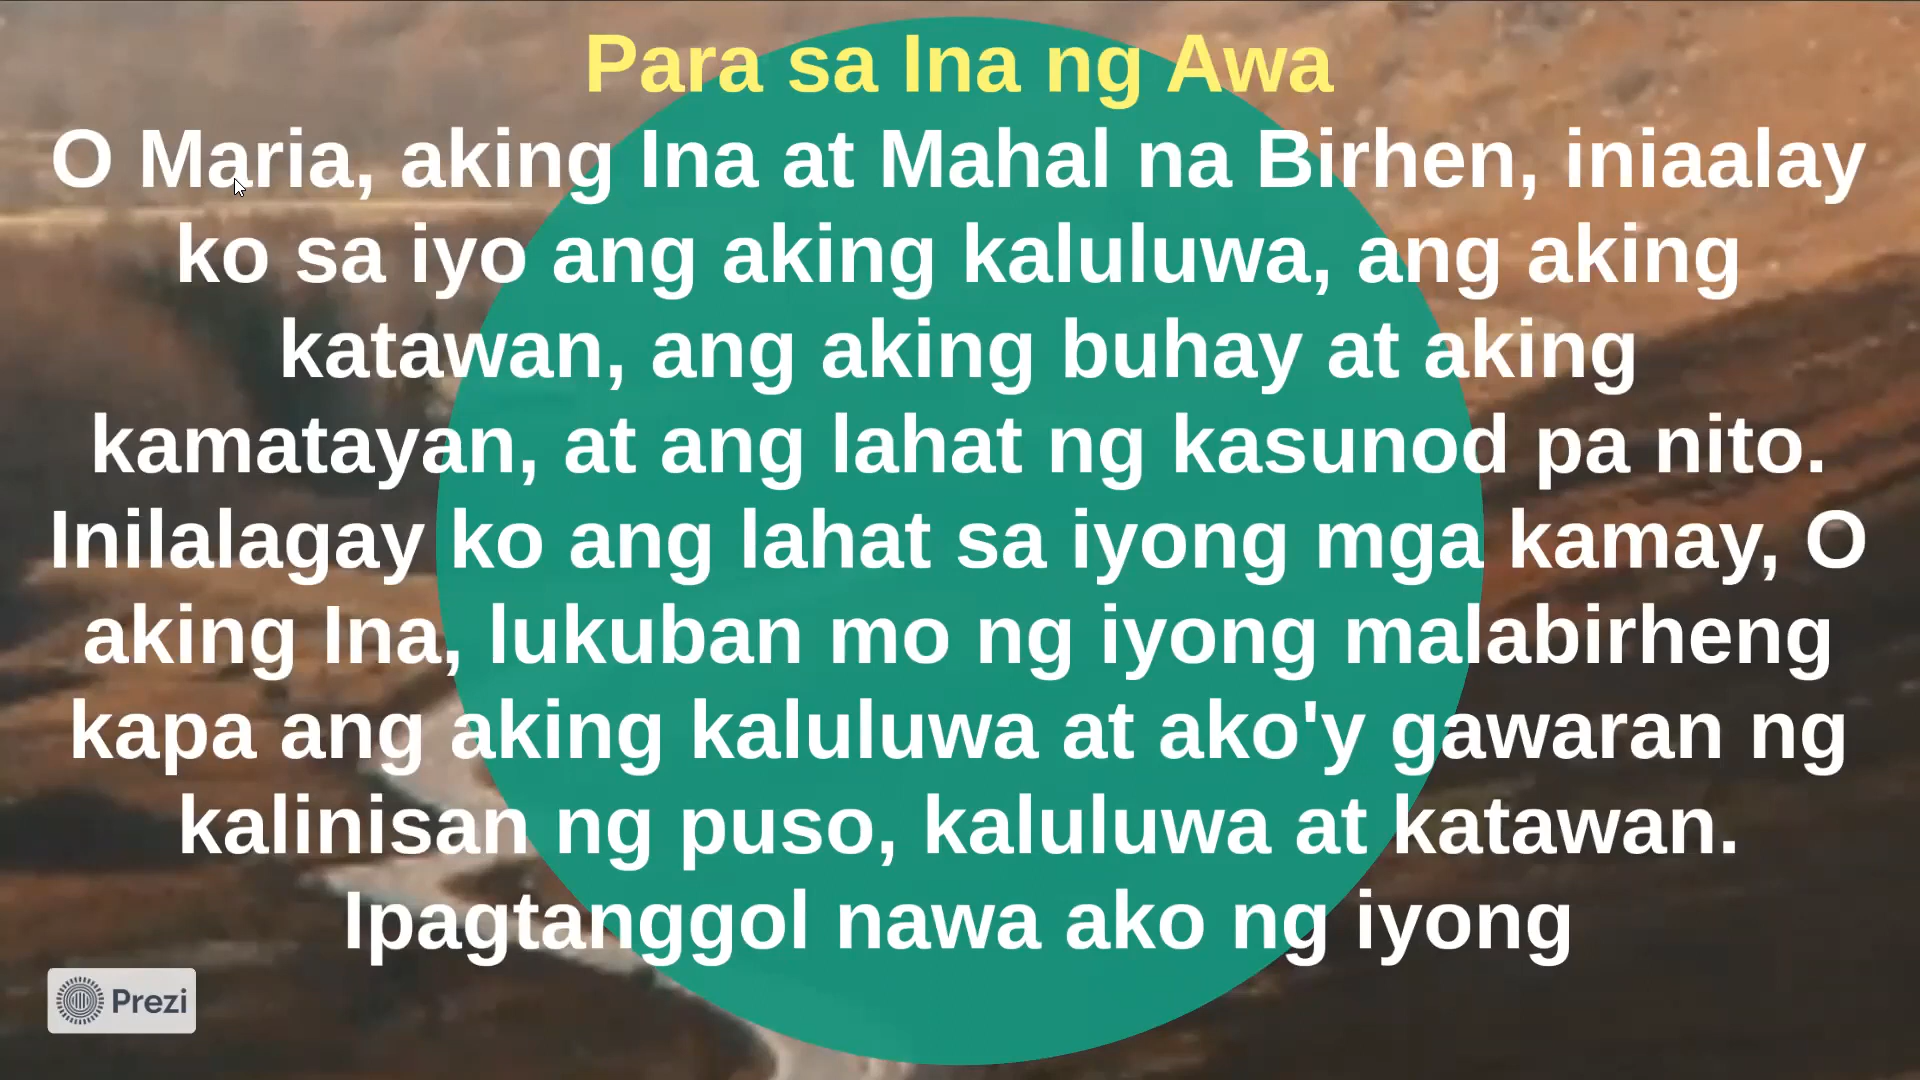 Para sa Ina ng Awa
O Maria, aking Ina at Mahal na Birhen, iniaalay
ko sa iyo ang aking kaluluwa, ang aking
katawan, ang aking buhay at aking
kamatayan, at ang lahat ng kasunod pa nito.
Inilalagay ko ang lahat sa iyong mga kamay, O
aking Ina, lukuban mo ng iyong malabirheng
kapa ang aking kaluluwa at ako'y gawaran ng
kalinisan ng puso, kaluluwa at katawan.
Ipagtanggol nawa ako ng iyong
Prezi